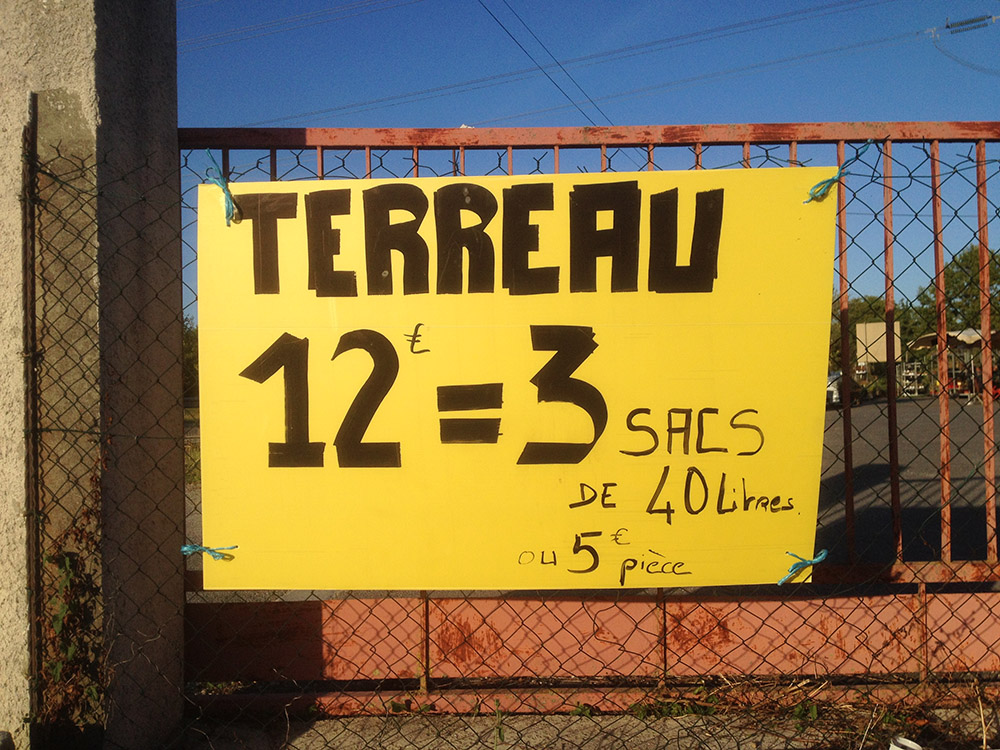 TERREAU
12€ = 3 SACS
DE 40 Litres.
ou 5€ pièce